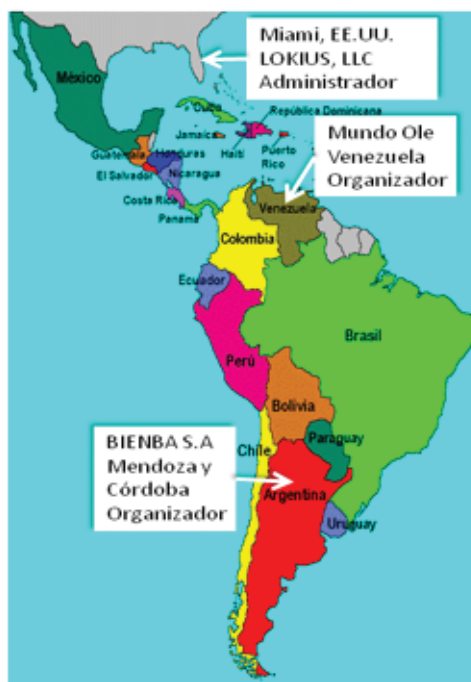 Miami, EE.UU.
LOKIUS, LLC
Administrador
México
Cuba
República Dominicana
Jamaica
Haití
Puerto
Rico
Mundo Ole
Venezuela
Organizador
Guatemala
Honduras
El Salvador
Nicaragua
Costa Rica
Panamá
Venezuela
Colombia
Ecuador
Brasil
Perú
Bolivia
BIENBA S.A
Mendoza y
Córdoba
Organizador
Chile
Paraguay
Argentina
Uruguay